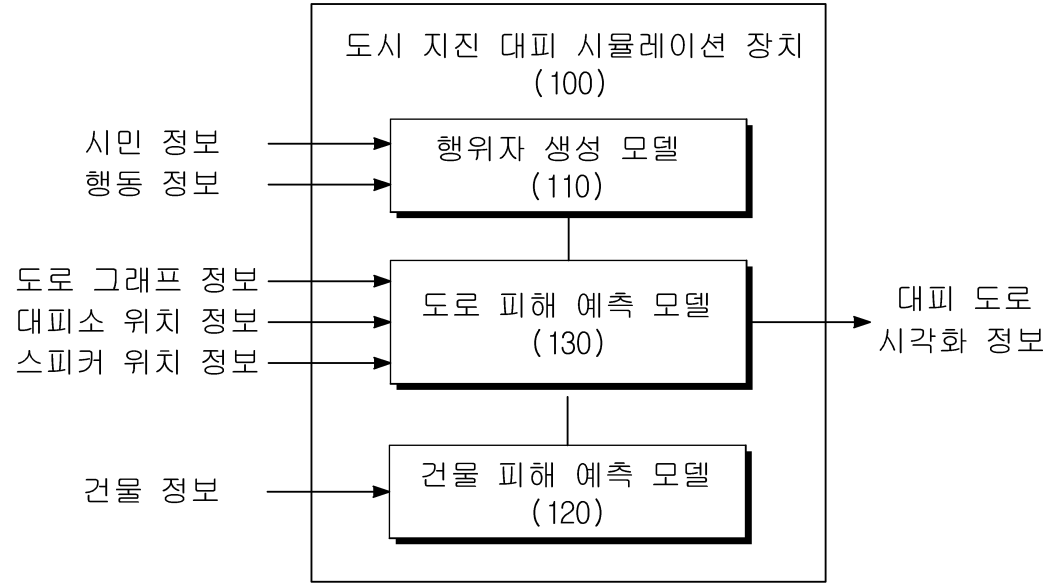 도시 지진 대피 시뮬레이션 장치
(100)
시민 정보
행동 정보
행위자 생성 모델
(110)
도로 그래프 정보
대피소 위치 정보
스피커 위치 정보
도로 피해 예측 모델
(130)
대피 도로
시각화 정보
건물 정보
건물 피해 예측 모델
(120)